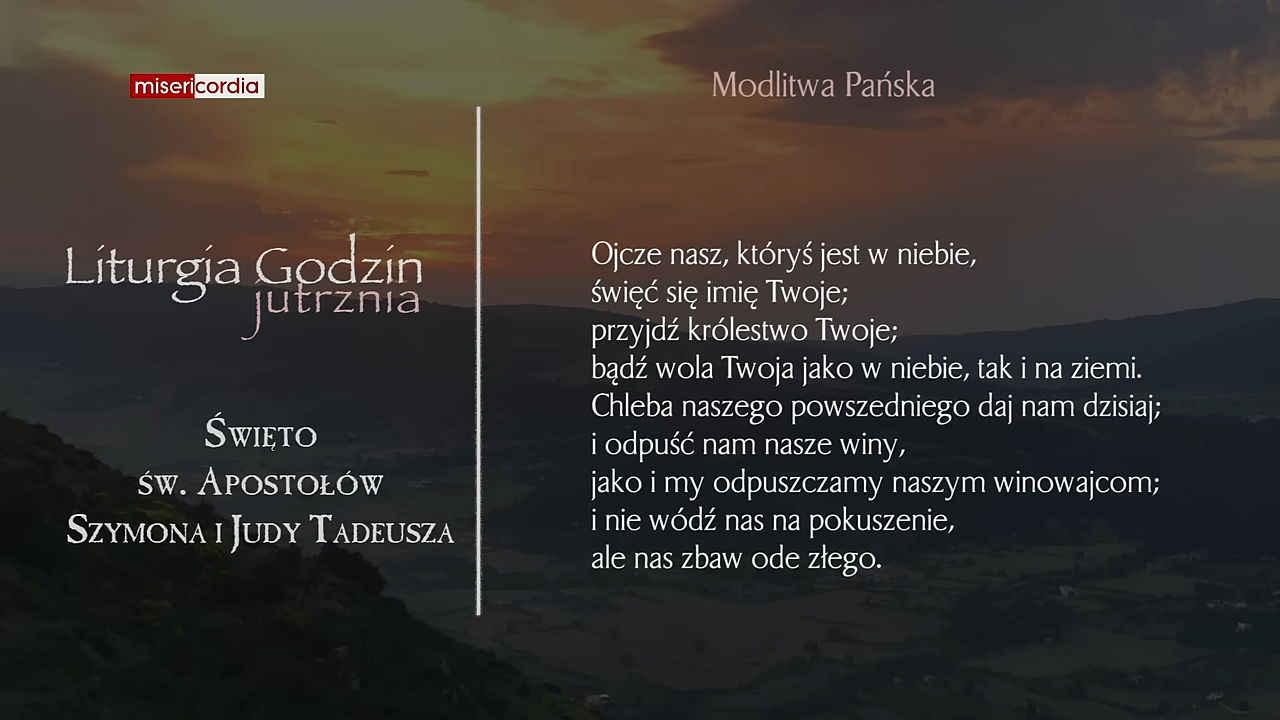 misericordia
Modlitwa Pańska
Liturgia Godzin
jutrznia
Święto
św. Apostołów
Szymona i Judy Tadeusza
Ojcze nasz, któryś jest w niebie,
święć się imię Twoje;
przyjdź królestwo Twoje;
bądź wola Twoja jako w niebie, tak i na ziemi.
Chleba naszego powszedniego daj nam dzisiaj;
i odpuść nam nasze winy,
jako i my odpuszczamy naszym winowajcom;
i nie wódź nas na pokuszenie,
ale nas zbaw ode złego.